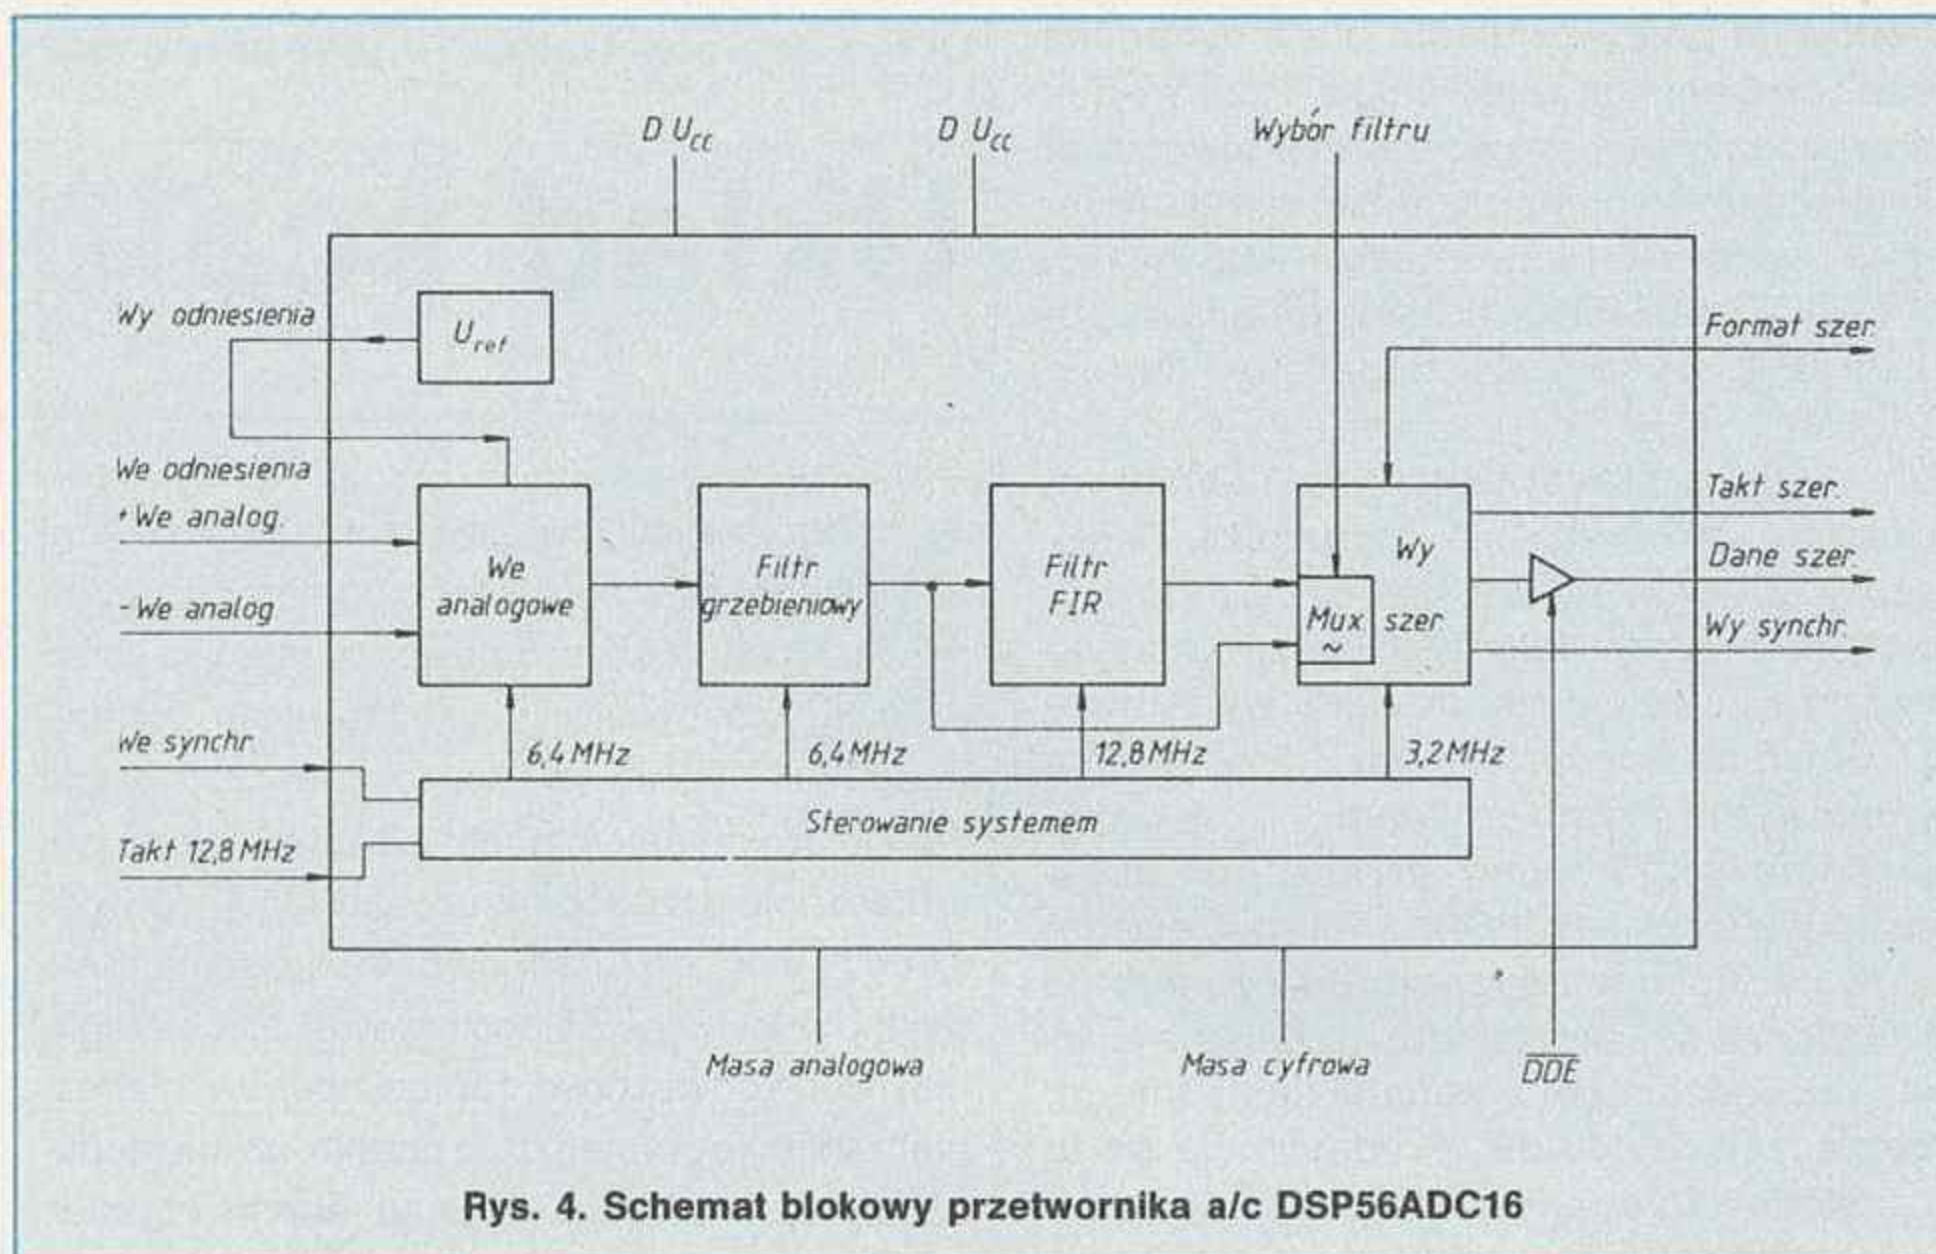 D Ucc
D Ucc
Wybór filtru
Wy odniesienia
Uref
Format szer.
We odniesienia
+ We analog.
- We analog
We
analogowe
Filtr
grzebieniowy
Filtr
FIR
Wy
szer
Mux
~
Takt szer.
Dane szer.
Wy synchr.
We synchr.
6,4 MHz
6,4 MHz
12,8 MHz
3,2 MHz
Sterowanie systemem
Takt 12,8 MHz
Masa analogowa
Masa cyfrowa
DDE
Rys. 4. Schemat blokowy przetwornika a/c DSP56ADC16